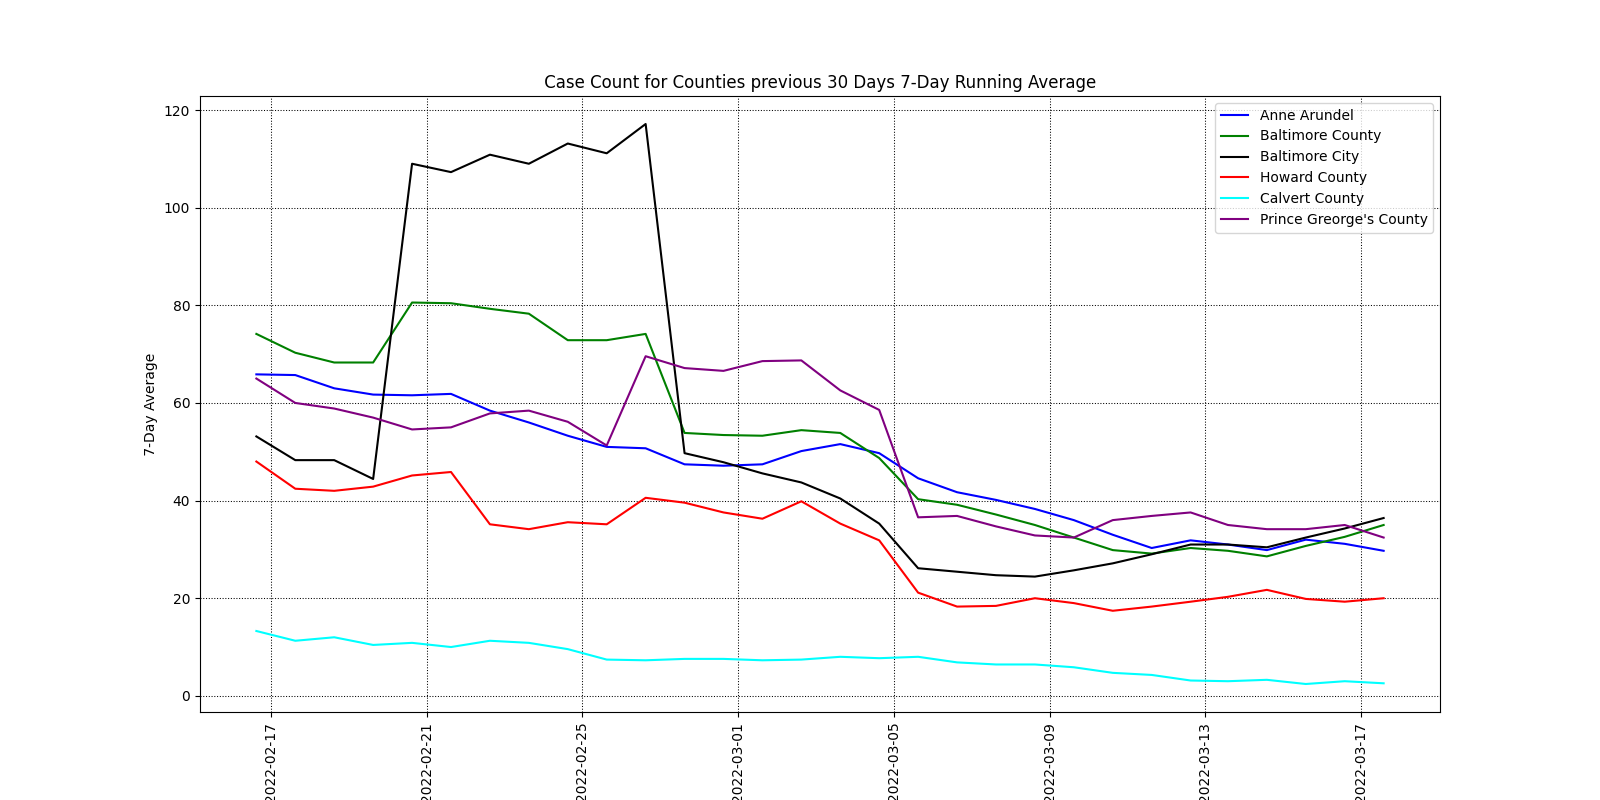 Case Count for Counties previous 30 Days 7-Day Running Average
120
100
80
60
40
20
0
7-Day Average
Anne Arundel
Baltimore County
Baltimore City
Howard County
Calvert County
Prince Greorge's County
2022-02-17
2022-02-21
2022-02-25
2022-03-01
2022-03-05
2022-03-09
2022-03-13
2022-03-17